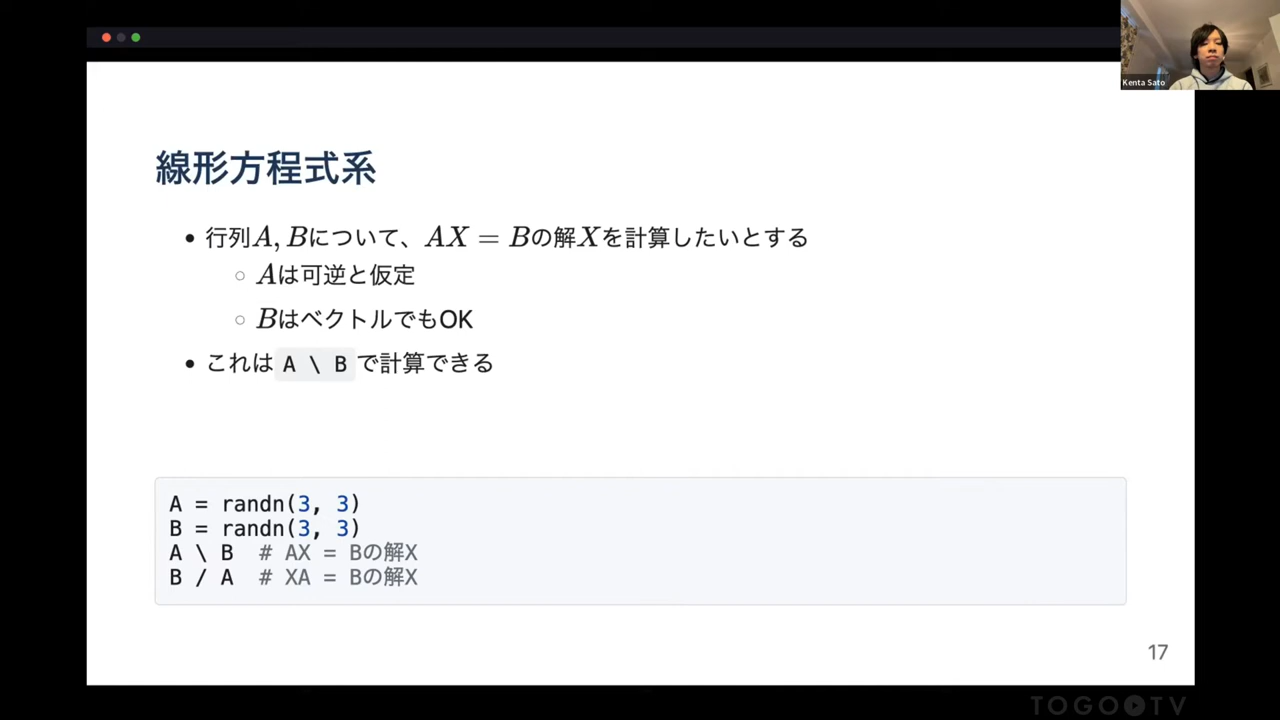 Kenta Sato
線形方程式系
• 行列A, Bについて、AX = Bの解Xを計算したいとする
◦ Aは可逆と仮定
◦ BはベクトルでもOK
• これは A \ B で計算できる
A = randn(3, 3)
B = randn(3, 3)
A \ B  # AX = Bの解X
B / A  # XA = Bの解X
17
TOGO TV